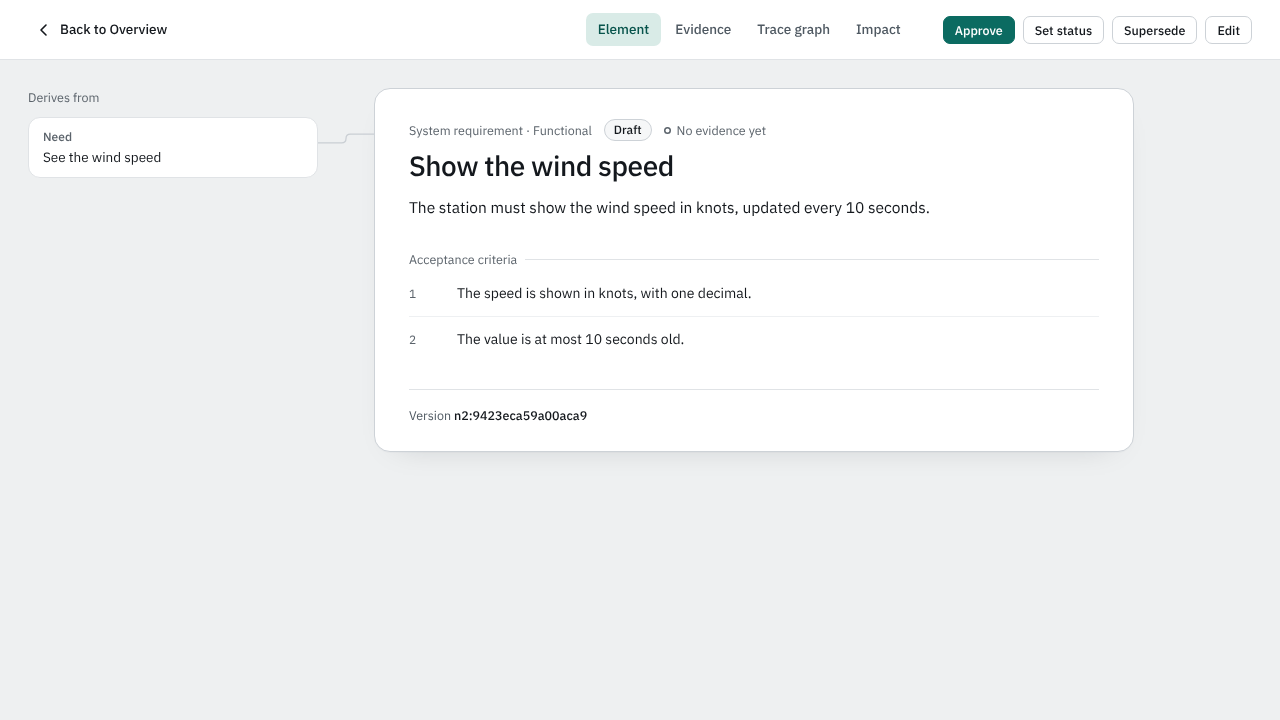 Back to Overview
Element Evidence Trace graph Impact
Approve Set status Supersede Edit
Derives from
Need
See the wind speed
System requirement · Functional Draft No evidence yet
Show the wind speed
The station must show the wind speed in knots, updated every 10 seconds.
Acceptance criteria
1 The speed is shown in knots, with one decimal.
2 The value is at most 10 seconds old.
Version n2:9423eca59a00aca9